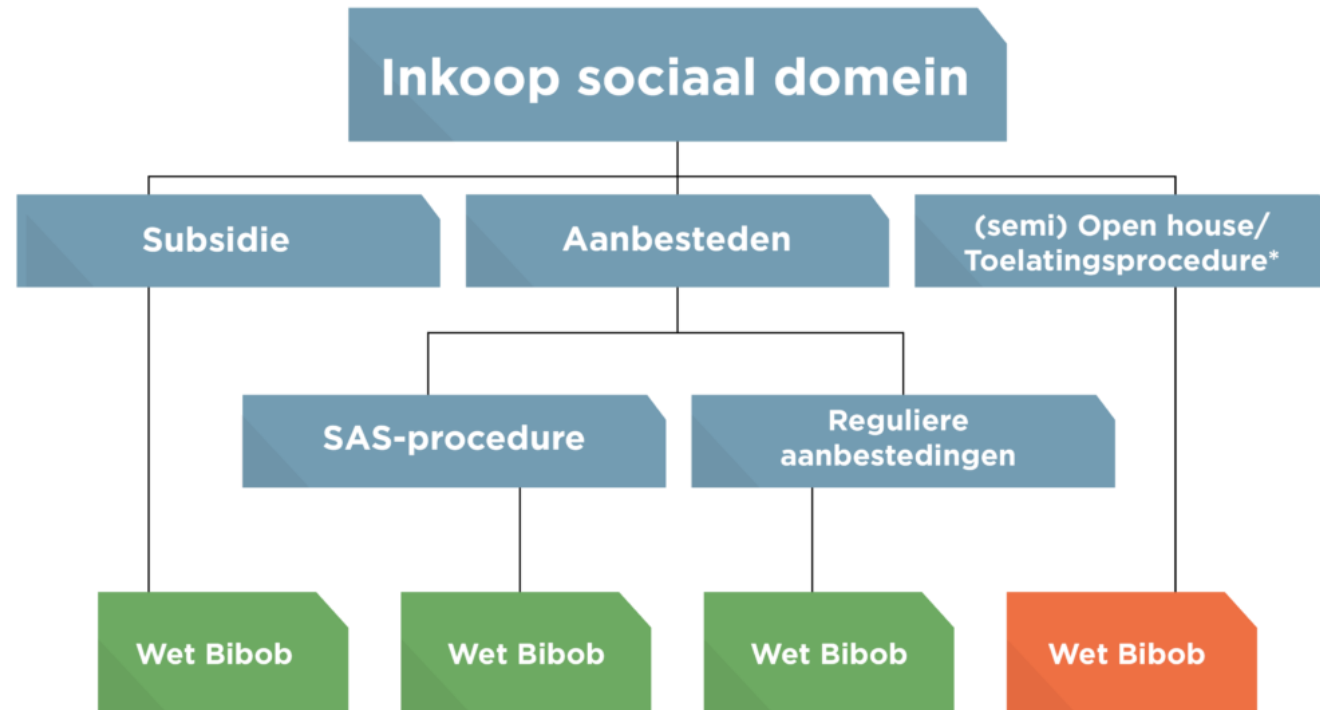 Inkoop sociaal domein
Subsidie
Aanbesteden
(semi) Open house/
Toelatingsprocedure*
SAS-procedure
Reguliere
aanbestedingen
Wet Bibob
Wet Bibob
Wet Bibob
Wet Bibob